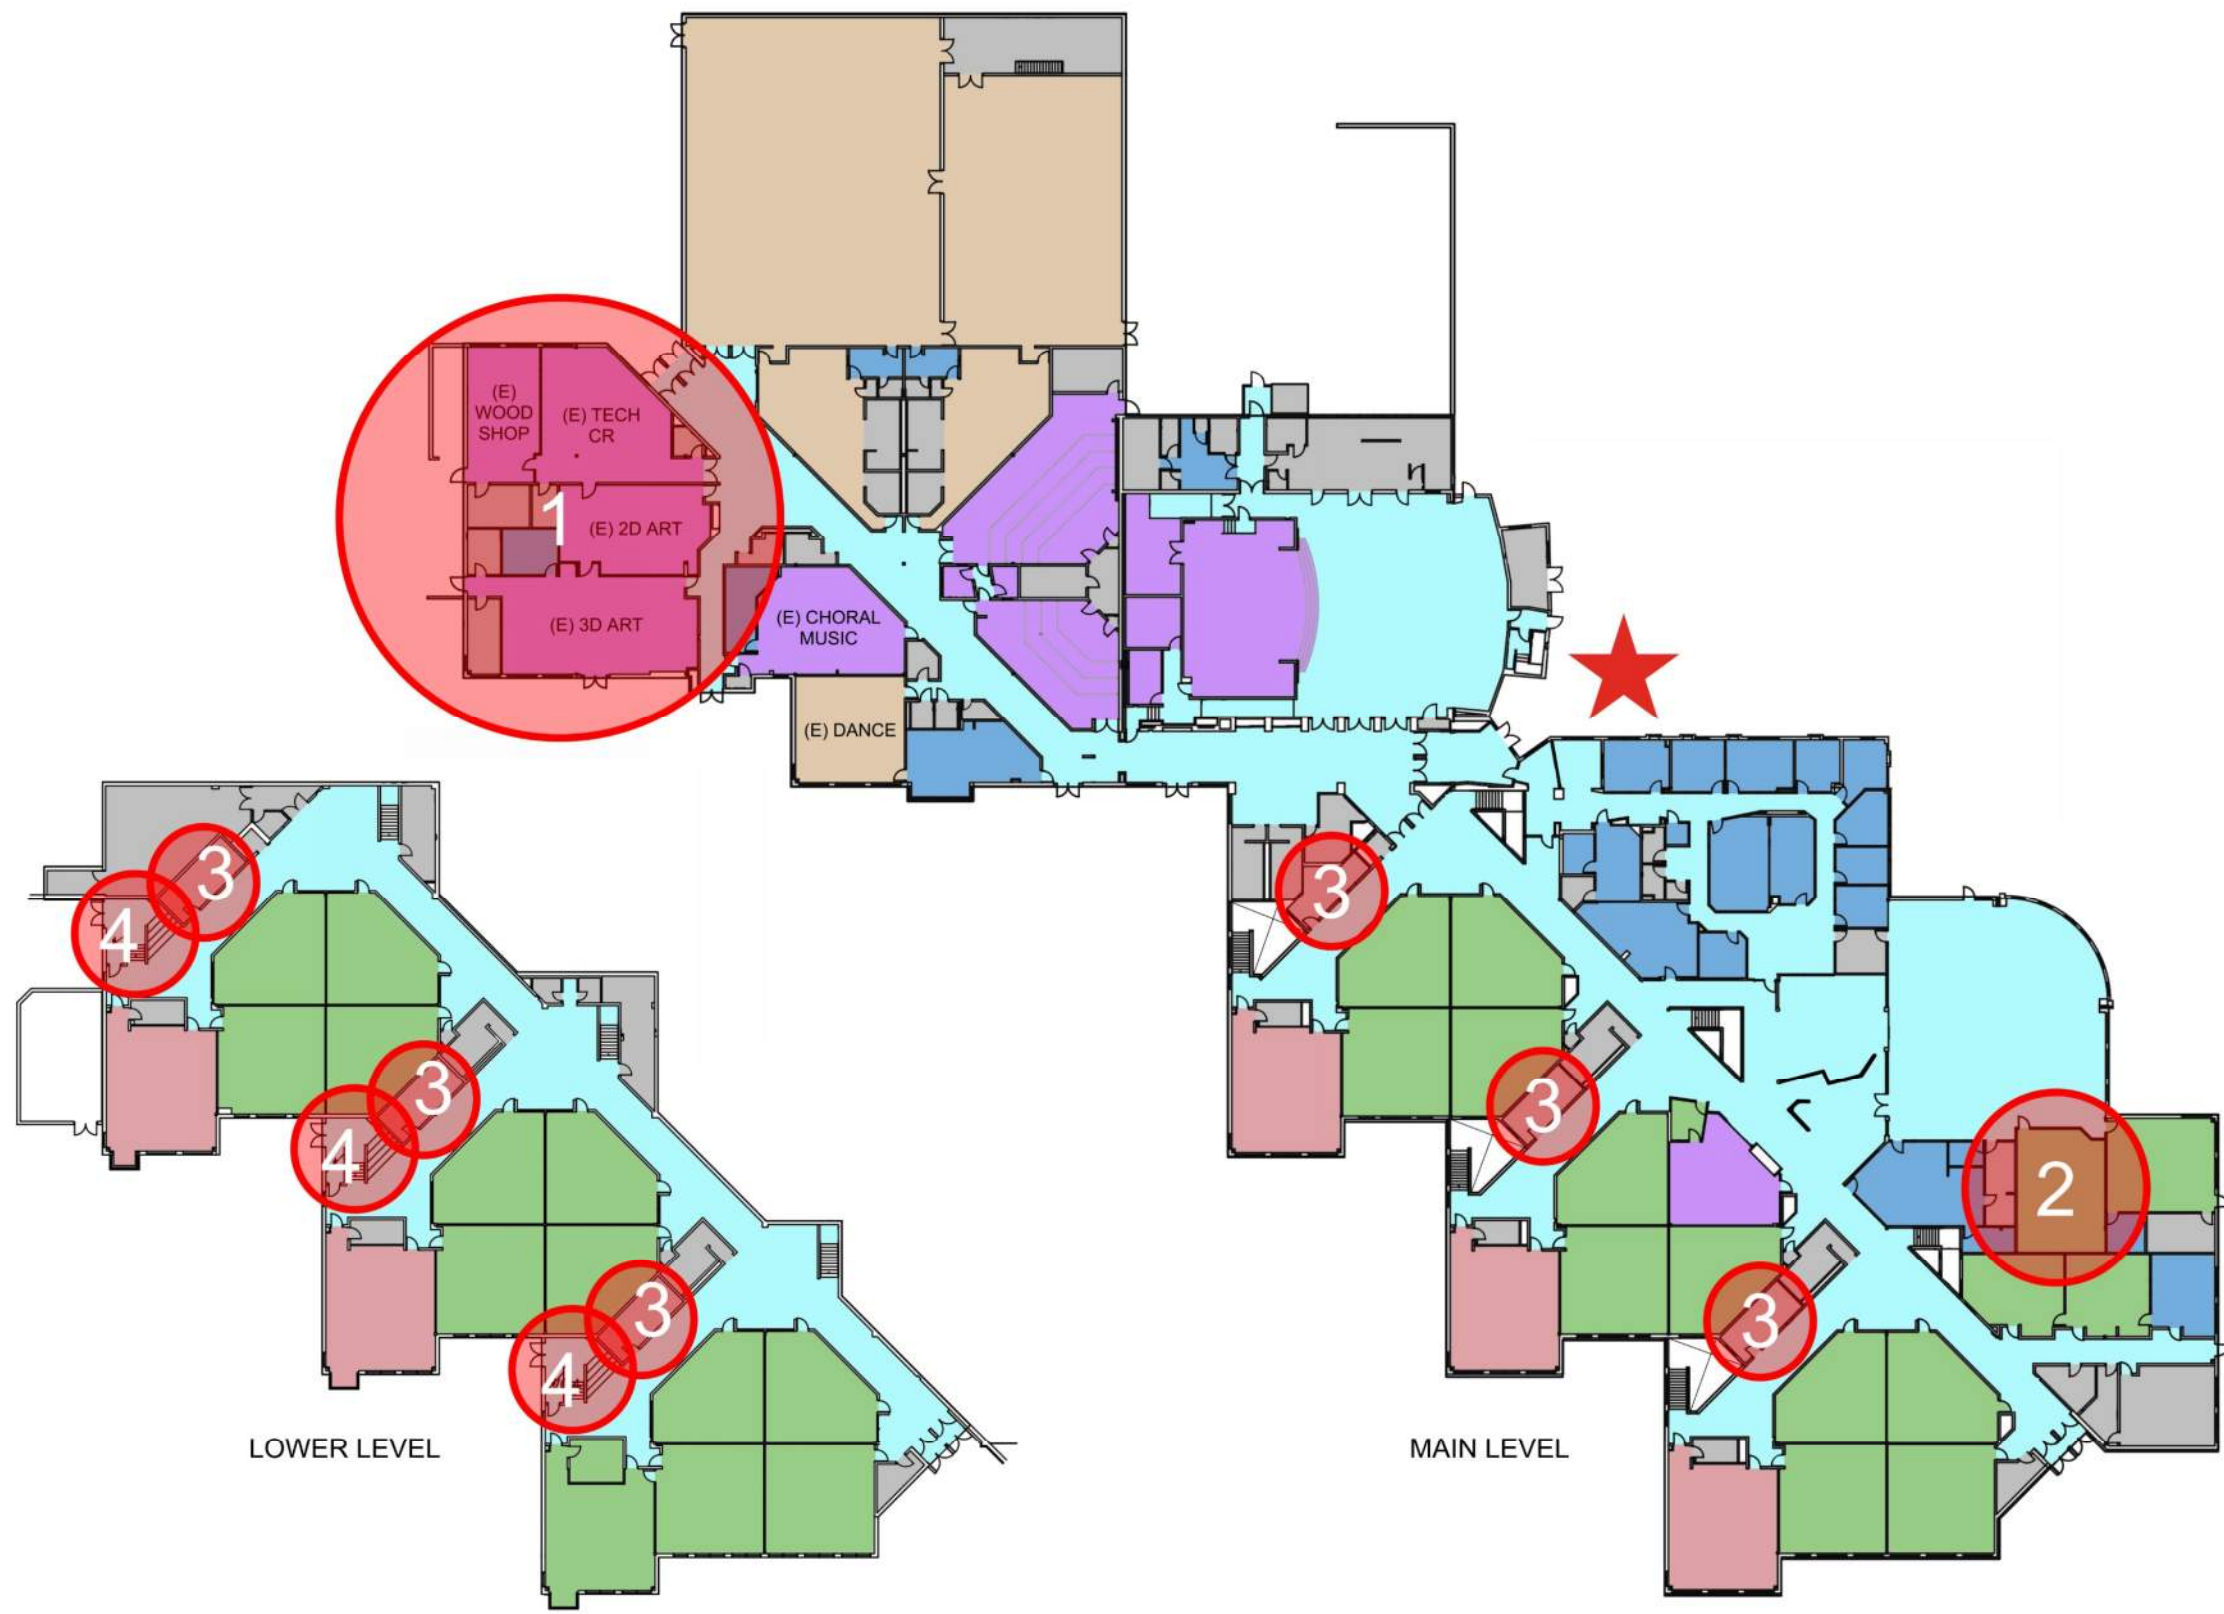 (E)
WOOD
SHOP
(E) TECH
CR
1
(E) 2D ART
(E) 3D ART
(E) CHORAL
MUSIC
(E) DANCE
3
4
3
4
3
4
LOWER LEVEL
3
3
2
3
MAIN LEVEL